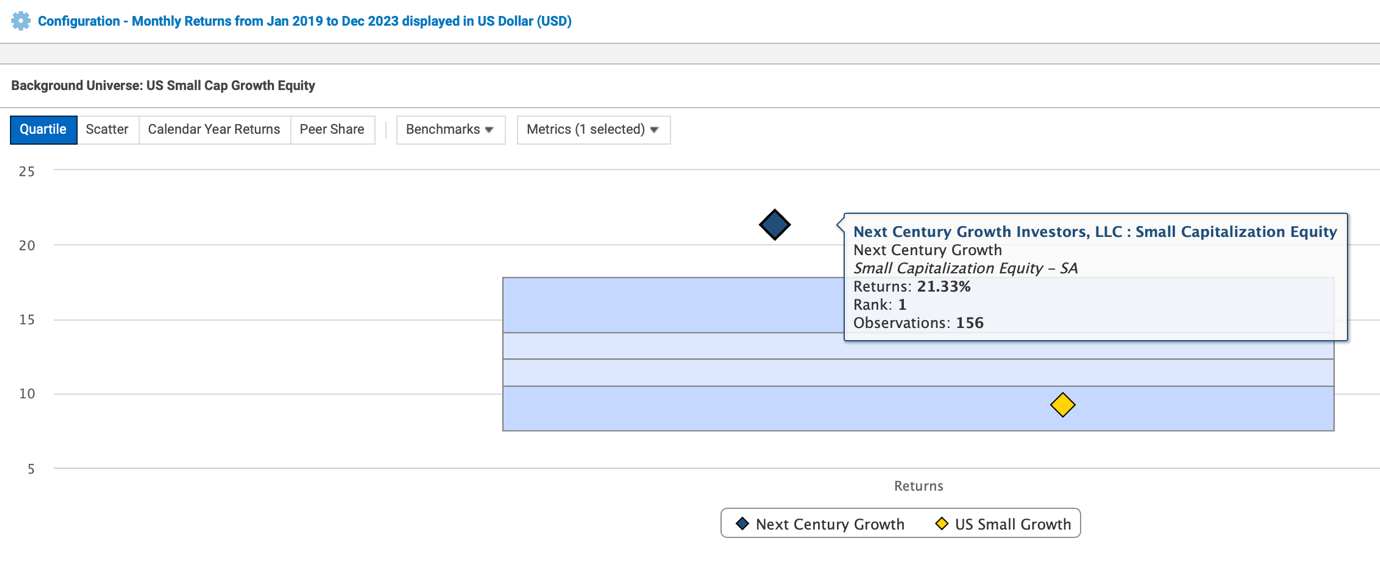 Configuration - Monthly Returns from Jan 2019 to Dec 2023 displayed in US Dollar (USD)
Background Universe: US Small Cap Growth Equity
Quartile Scatter Calendar Year Returns Peer Share Benchmarks Metrics (1 selected)
25
20
15
10
5
Next Century Growth Investors, LLC : Small Capitalization Equity
Next Century Growth
Small Capitalization Equity – SA
Returns: 21.33%
Rank: 1
Observations: 156
Returns
Next Century Growth US Small Growth